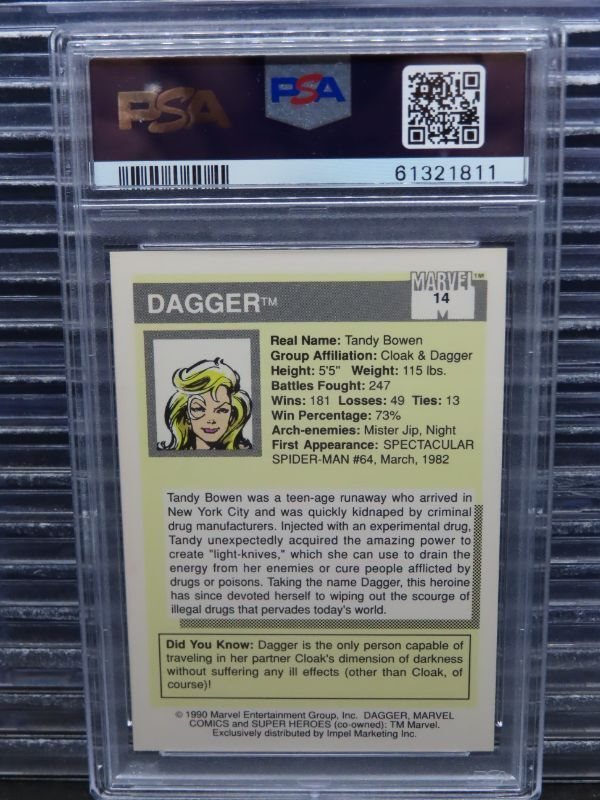 PSA PSA
61321811
MARVEL™
DAGGER™ 14
M
Real Name: Tandy Bowen
Group Affiliation: Cloak & Dagger
Height: 5'5" Weight: 115 lbs.
Battles Fought: 247
Wins: 181 Losses: 49 Ties: 13
Win Percentage: 73%
Arch-enemies: Mister Jip, Night
First Appearance: SPECTACULAR
SPIDER-MAN #64, March, 1982
Tandy Bowen was a teen-age runaway who arrived in
New York City and was quickly kidnaped by criminal
drug manufacturers. Injected with an experimental drug,
Tandy unexpectedly acquired the amazing power to
create "light-knives," which she can use to drain the
energy from her enemies or cure people afflicted by
drugs or poisons. Taking the name Dagger, this heroine
has since devoted herself to wiping out the scourge of
illegal drugs that pervades today's world.
Did You Know: Dagger is the only person capable of
traveling in her partner Cloak's dimension of darkness
without suffering any ill effects (other than Cloak, of
course)!
© 1990 Marvel Entertainment Group, Inc. DAGGER, MARVEL
COMICS and SUPER HEROES (co-owned): TM Marvel.
Exclusively distributed by Impel Marketing Inc.